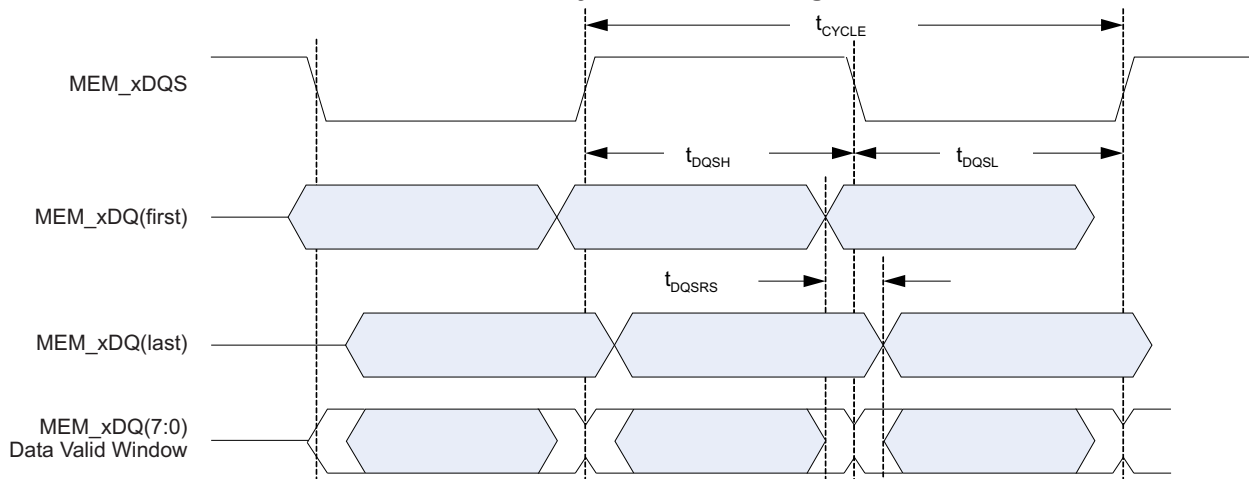 tCYCLE
MEM_xDQS
tDQSH
tDQSL
MEM_xDQ(first)
tDQSRS
MEM_xDQ(last)
MEM_xDQ(7:0)
Data Valid Window